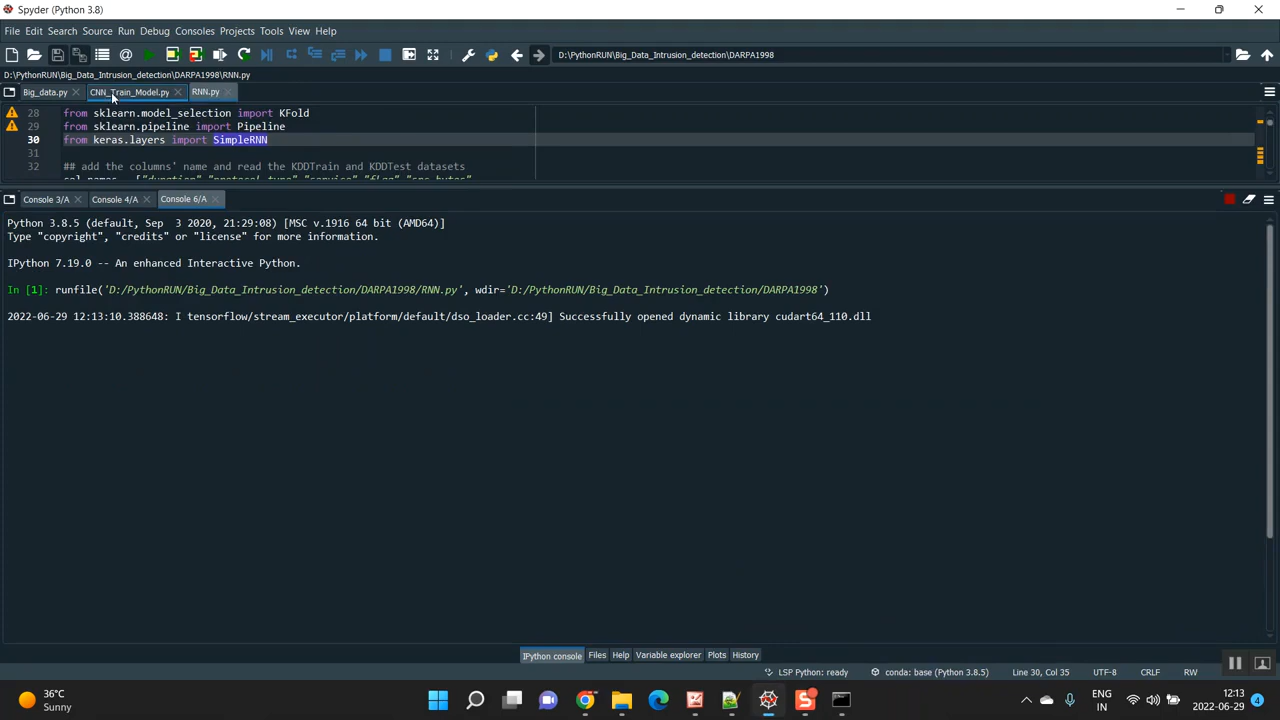 Spyder (Python 3.8)
File Edit Search Source Run Debug Consoles Projects Tools View Help
D:\PythonRUN\Big_Data_Intrusion_detection\DARPA1998
D:\PythonRUN\Big_Data_Intrusion_detection\DARPA1998\RNN.py
Big_data.py CNN_Train_Model.py RNN.py
28 from sklearn.model_selection import KFold
29 from sklearn.pipeline import Pipeline
30 from keras.layers import SimpleRNN
31
32 ## add the columns' name and read the KDDTrain and KDDTest datasets
Console 3/A Console 4/A Console 6/A
Python 3.8.5 (default, Sep 3 2020, 21:29:08) [MSC v.1916 64 bit (AMD64)]
Type "copyright", "credits" or "license" for more information.
IPython 7.19.0 -- An enhanced Interactive Python.
In [1]: runfile('D:/PythonRUN/Big_Data_Intrusion_detection/DARPA1998/RNN.py', wdir='D:/PythonRUN/Big_Data_Intrusion_detection/DARPA1998')
2022-06-29 12:13:10.388648: I tensorflow/stream_executor/platform/default/dso_loader.cc:49] Successfully opened dynamic library cudart64_110.dll
IPython console Files Help Variable explorer Plots History
LSP Python: ready conda: base (Python 3.8.5) Line 30, Col 35 UTF-8 CRLF RW
36°C
Sunny
ENG
IN
12:13
2022-06-29
4